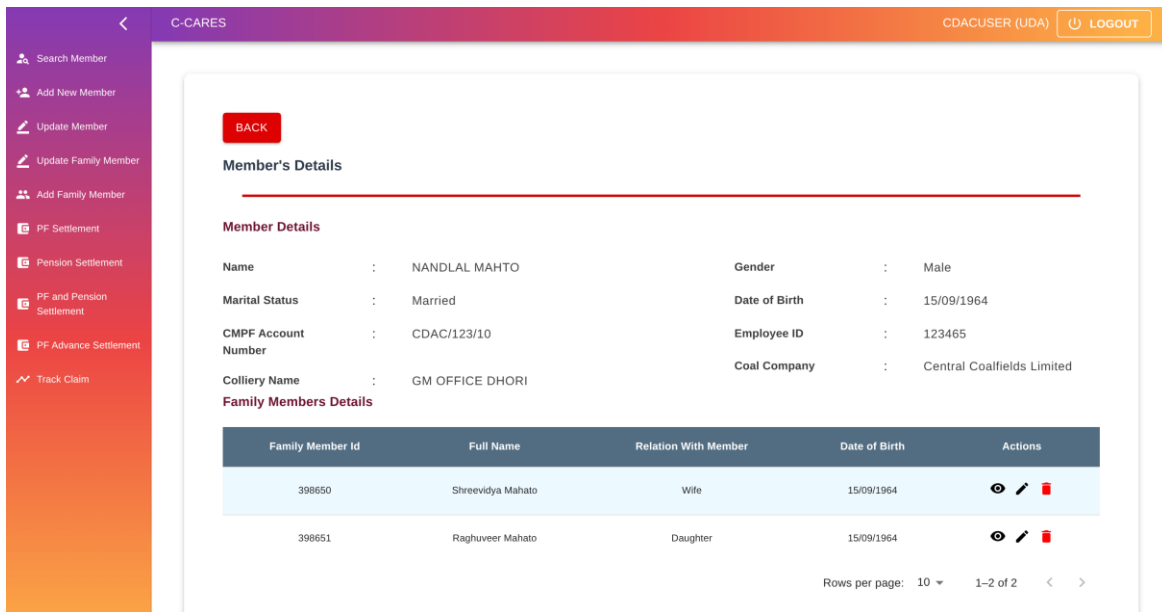 C-CARES
CDACUSER (UDA) LOGOUT
Search Member
Add New Member
Update Member
Update Family Member
Add Family Member
PF Settlement
Pension Settlement
PF and Pension
Settlement
PF Advance Settlement
Track Claim
BACK
Member's Details
Member Details
Name : NANDLAL MAHTO
Gender : Male
Marital Status : Married
Date of Birth : 15/09/1964
CMPF Account
Number : CDAC/123/10
Employee ID : 123465
Coal Company : Central Coalfields Limited
Colliery Name : GM OFFICE DHORI
Family Members Details
Family Member Id Full Name Relation With Member Date of Birth Actions
398650 Shreevidya Mahato Wife 15/09/1964
398651 Raghuveer Mahato Daughter 15/09/1964
Rows per page: 10 1–2 of 2